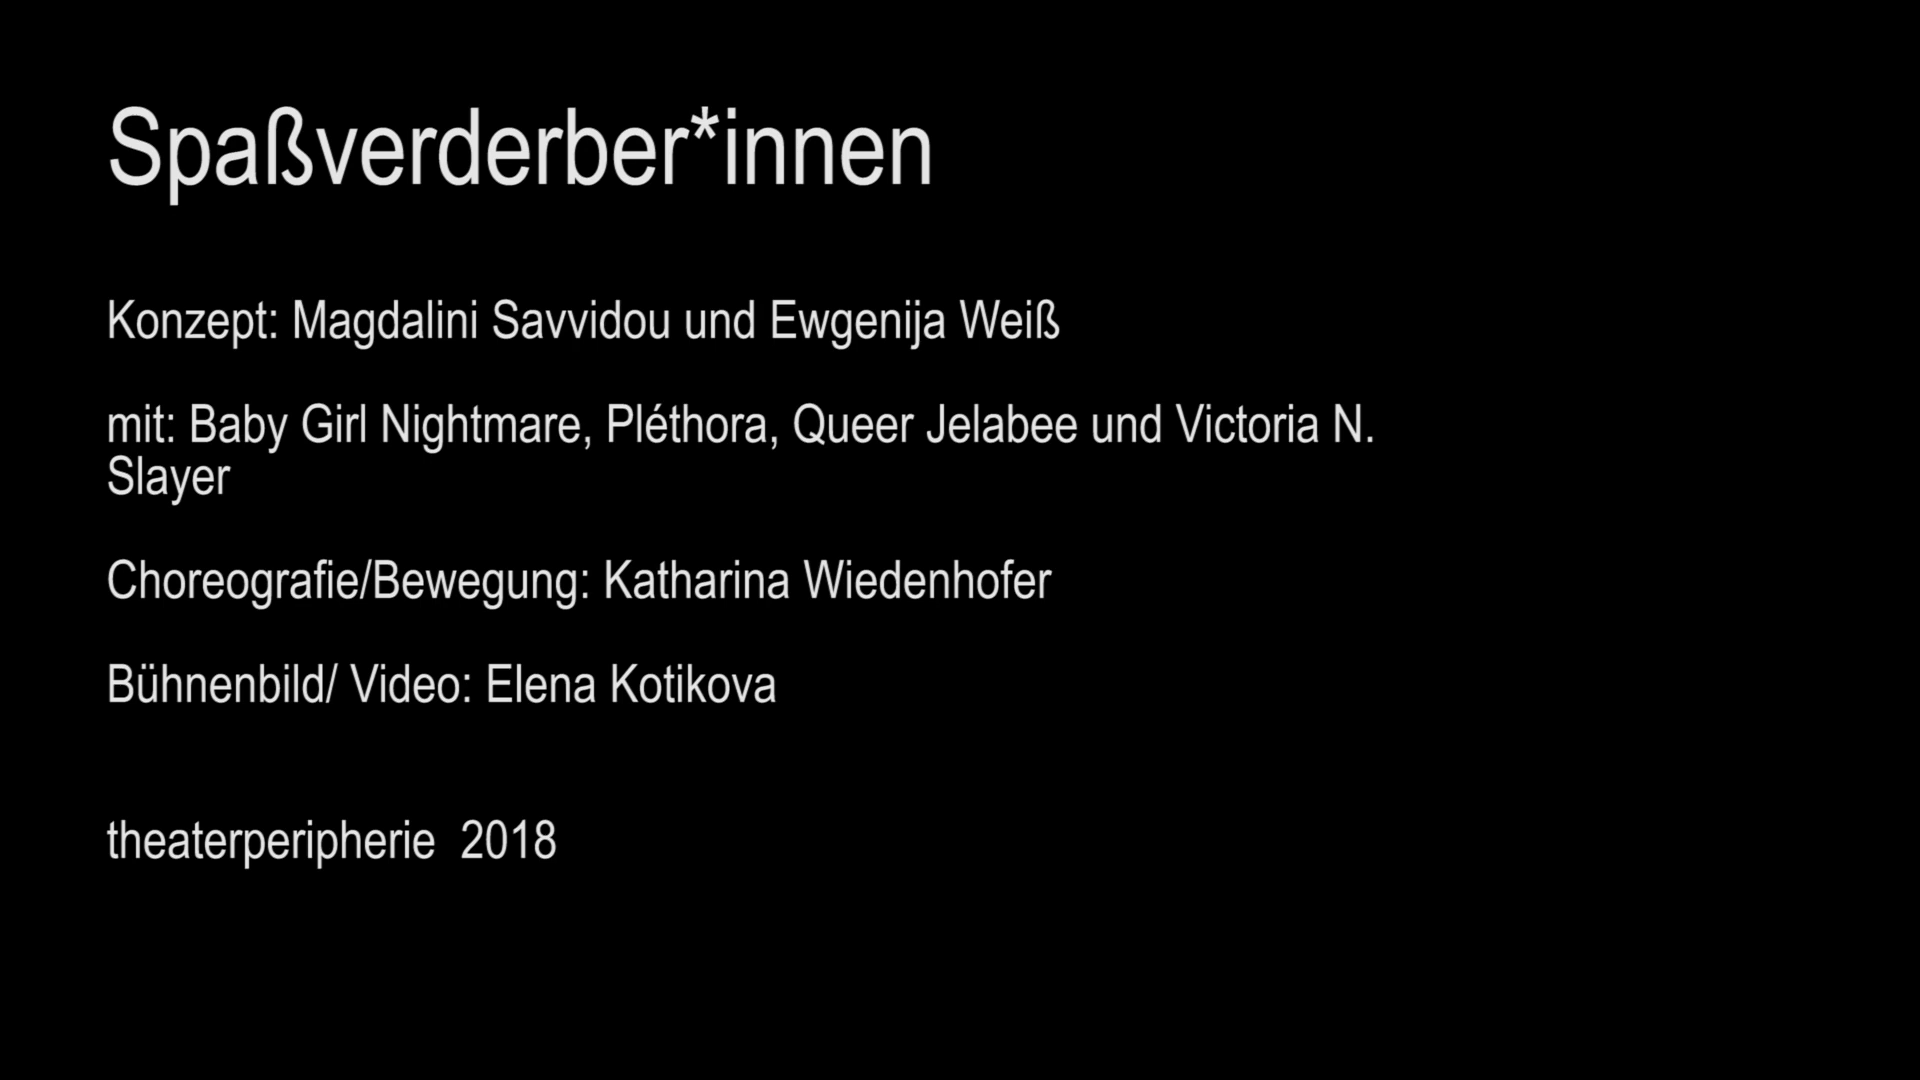 Spaßverderber*innen
Konzept: Magdalini Savvidou und Ewgenija Weiß
mit: Baby Girl Nightmare, Pléthora, Queer Jelabee und Victoria N.
Slayer
Choreografie/Bewegung: Katharina Wiedenhofer
Bühnenbild/ Video: Elena Kotikova
theaterperipherie  2018